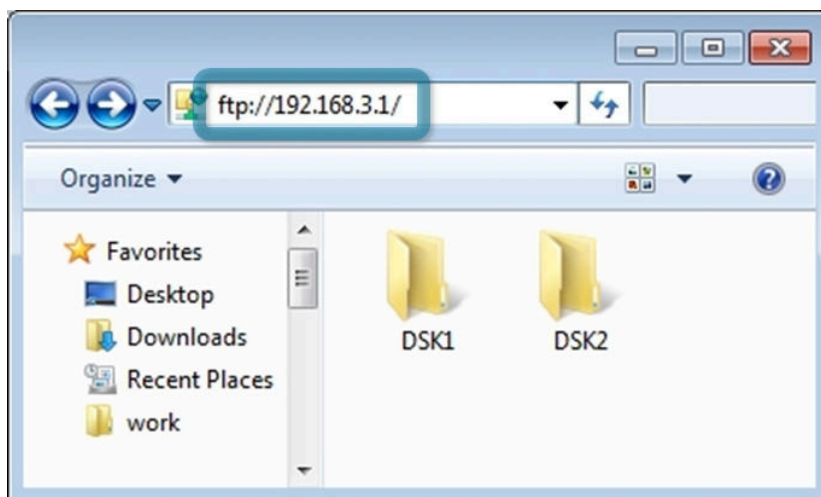 ftp://192.168.3.1/
Organize
Favorites
Desktop
Downloads
Recent Places
work
DSK1
DSK2